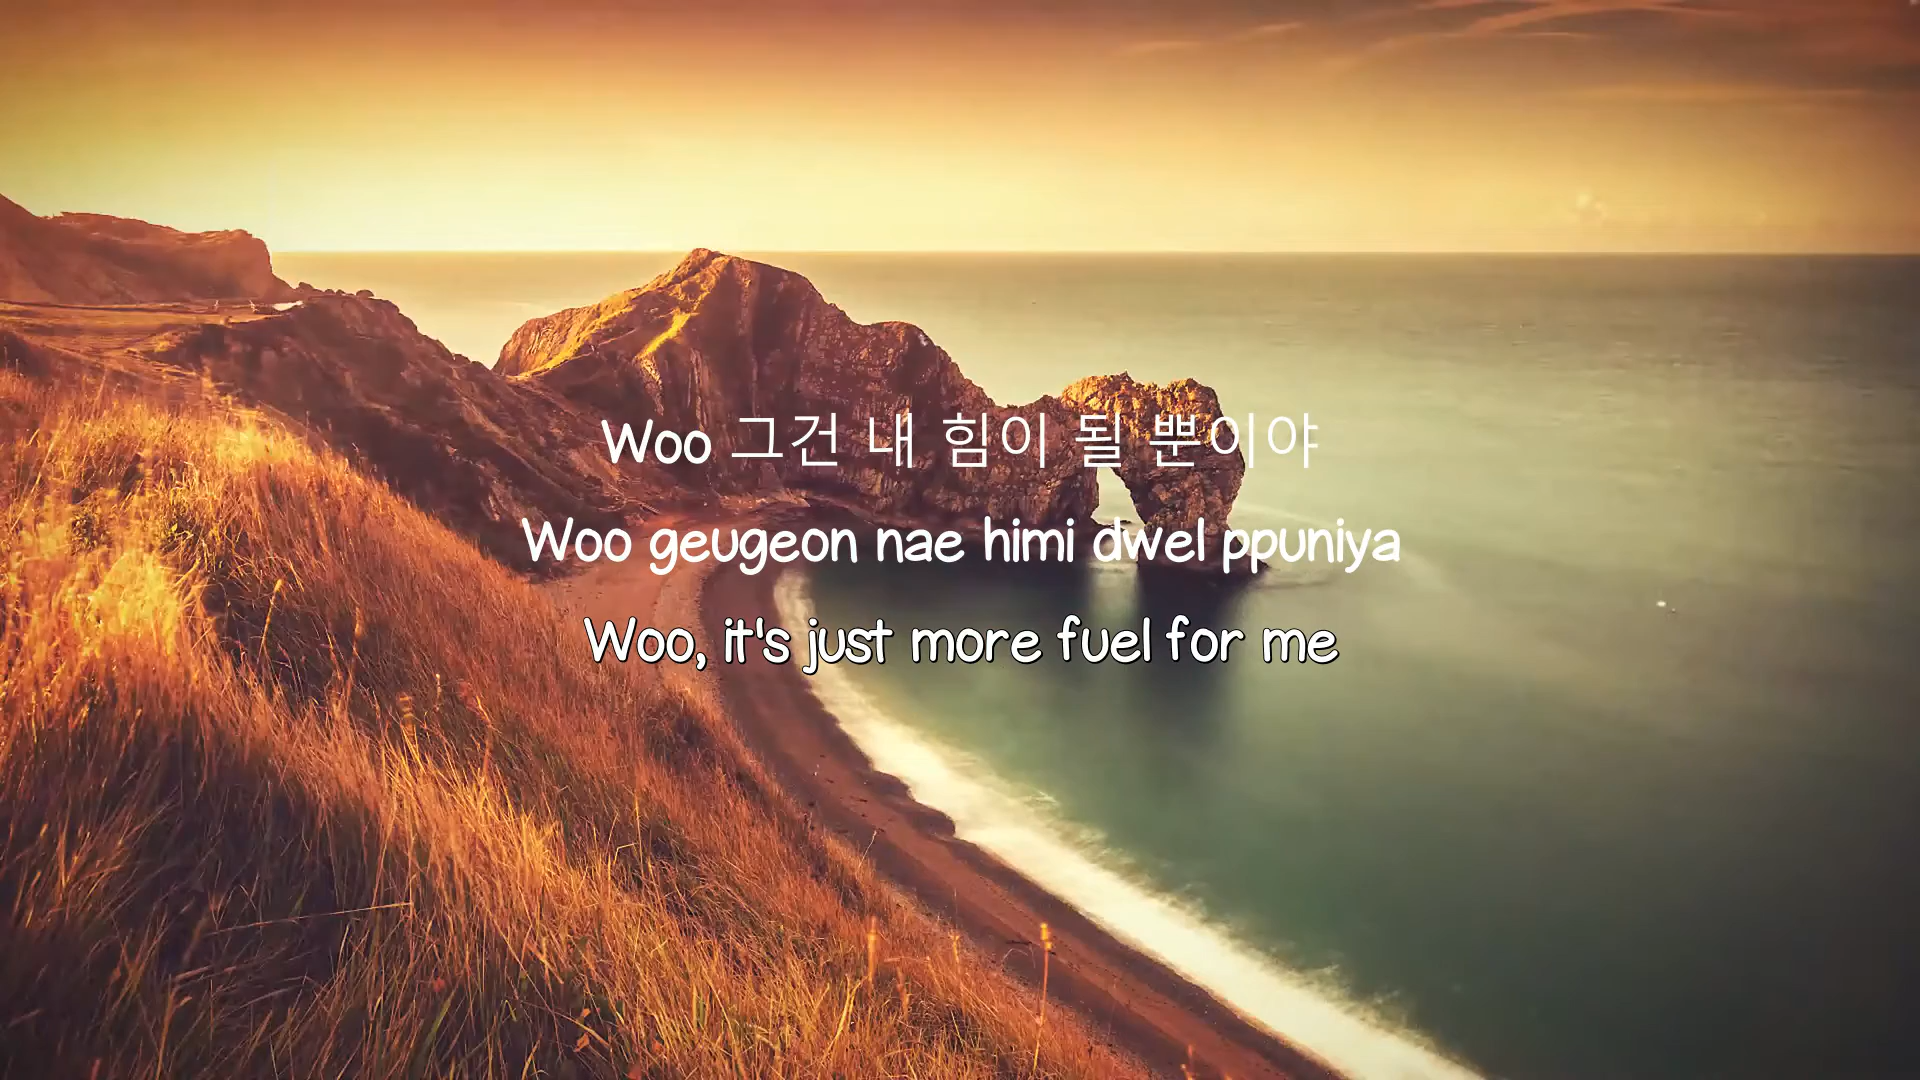 Woo 그건 내 힘이 될 뿐이야
Woo geugeon nae himi dwel ppuniya
Woo, it's just more fuel for me